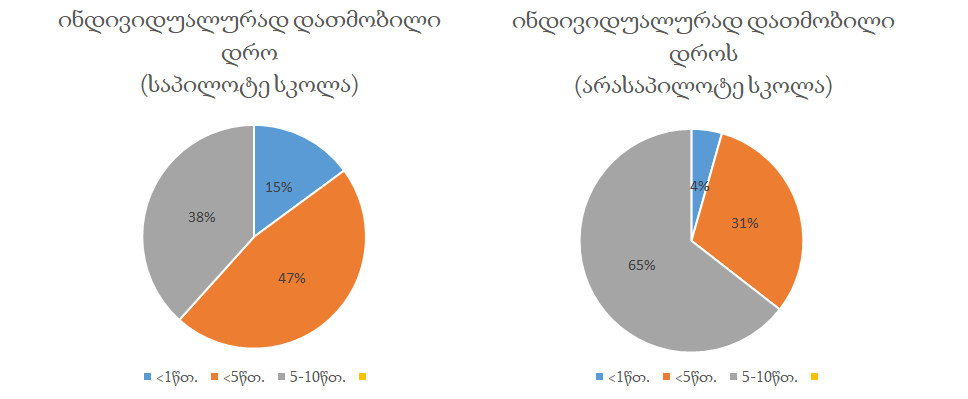 ინდივიდუალურად დათმობილი
დრო
(საპილოტე სკოლა)
15%
38%
47%
<1წთ.
<5წთ.
5-10წთ.
ინდივიდუალურად დათმობილი
დროს
(არასაპილოტე სკოლა)
4%
31%
65%
<1წთ.
<5წთ.
5-10წთ.